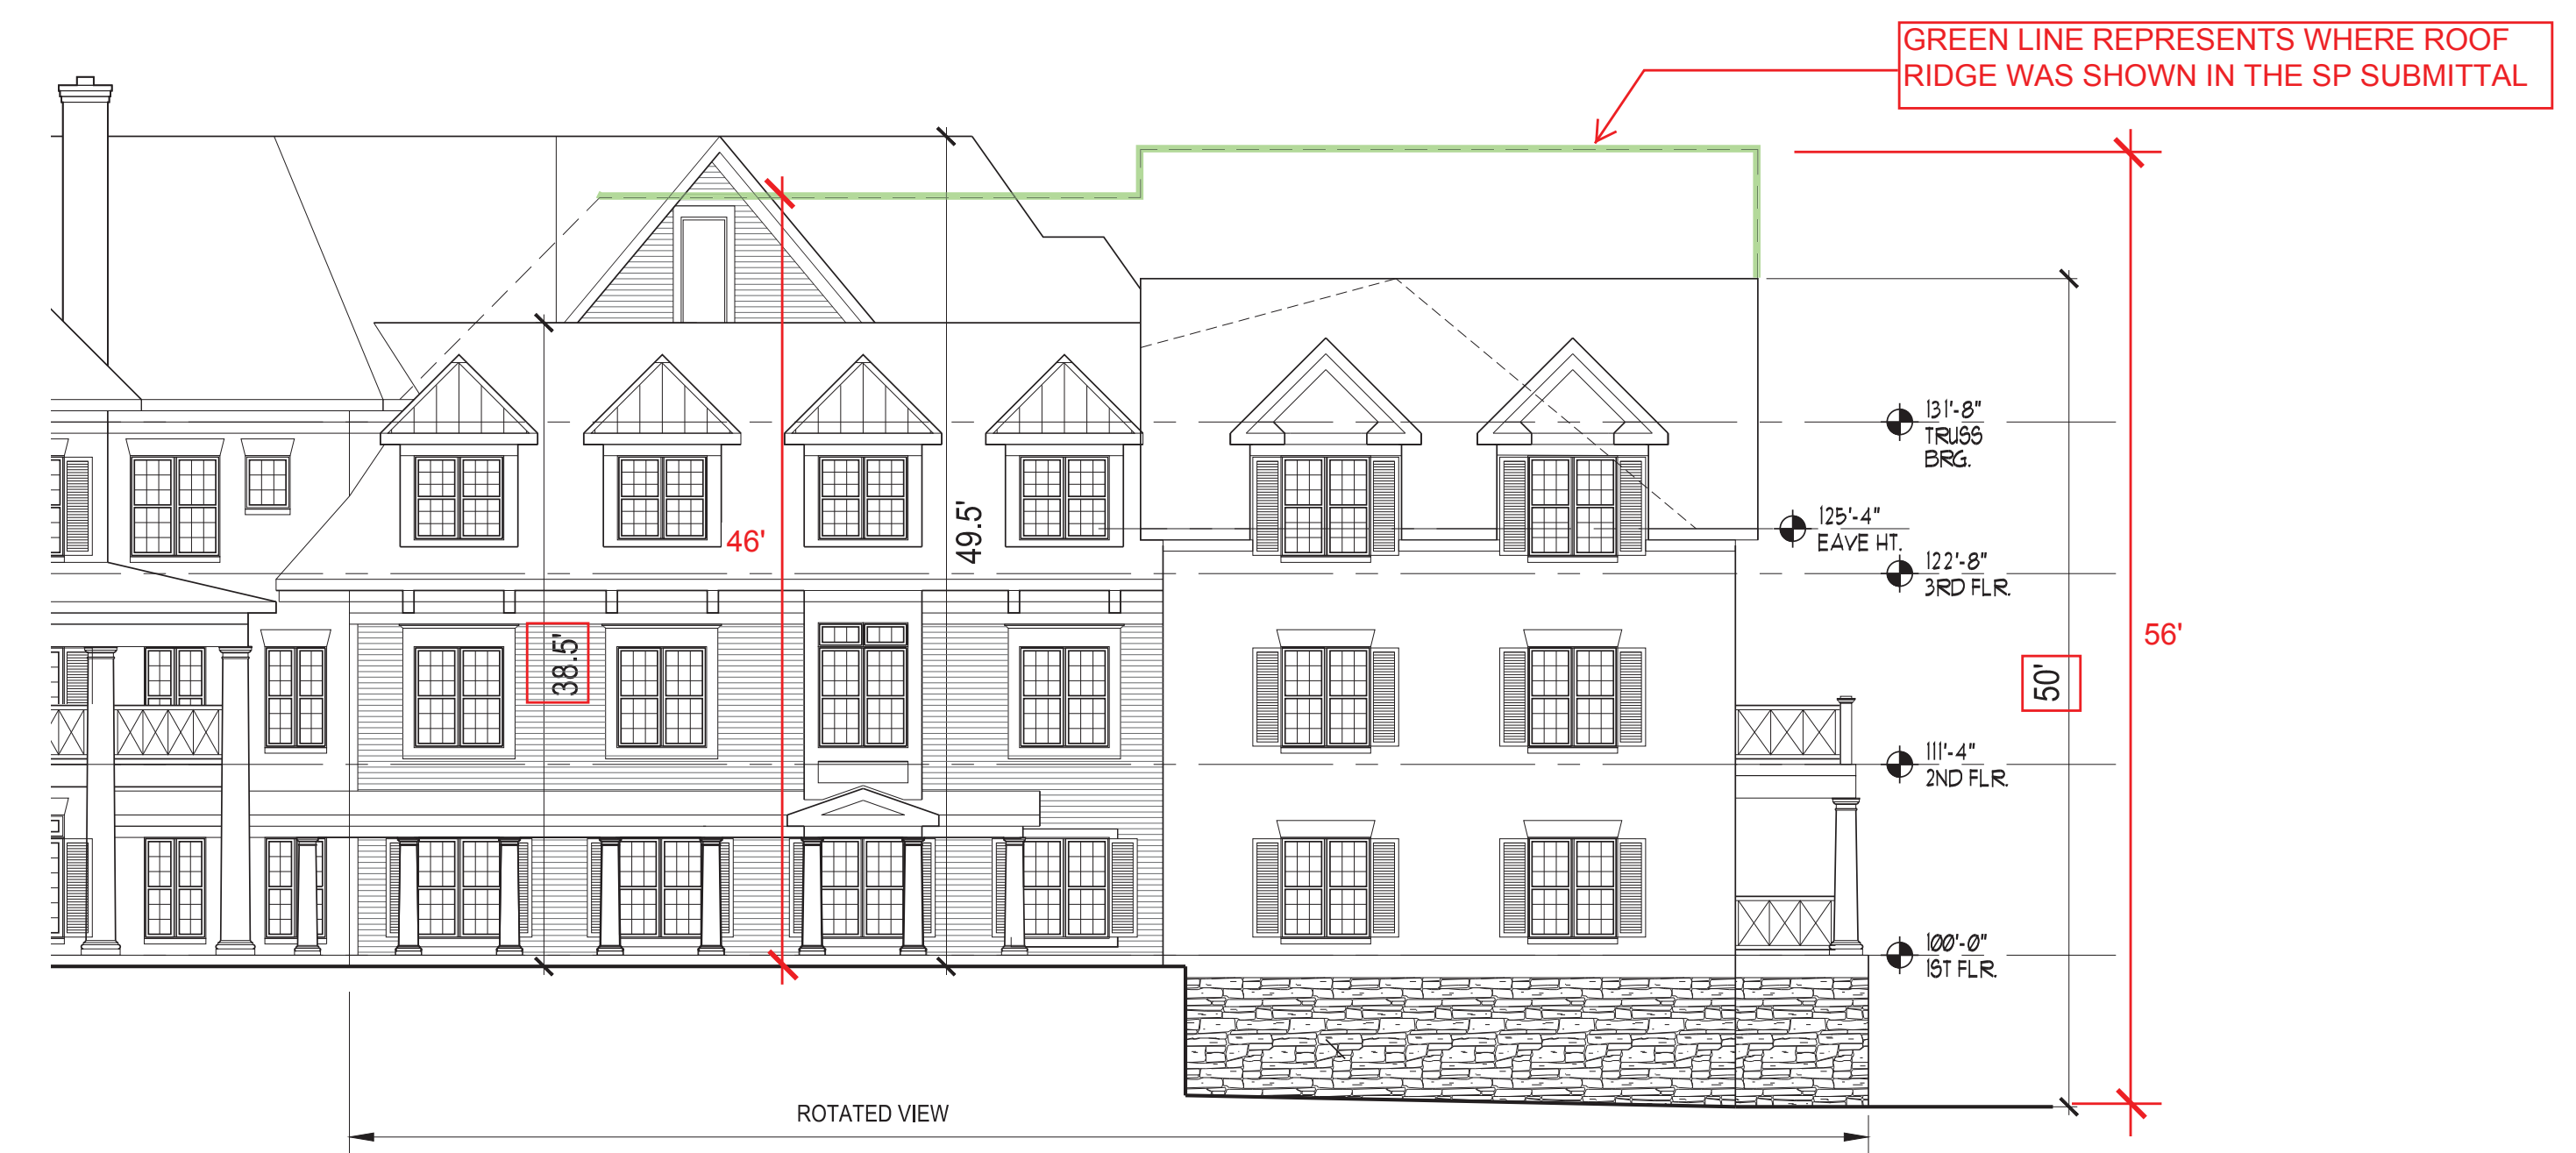 GREEN LINE REPRESENTS WHERE ROOF
RIDGE WAS SHOWN IN THE SP SUBMITTAL
131'-8"
TRUSS
BRG.
125'-4"
EAVE HT.
122'-8"
3RD FLR.
46'
49.5'
38.5'
56'
50'
111'-4"
2ND FLR.
100'-0"
1ST FLR.
ROTATED VIEW